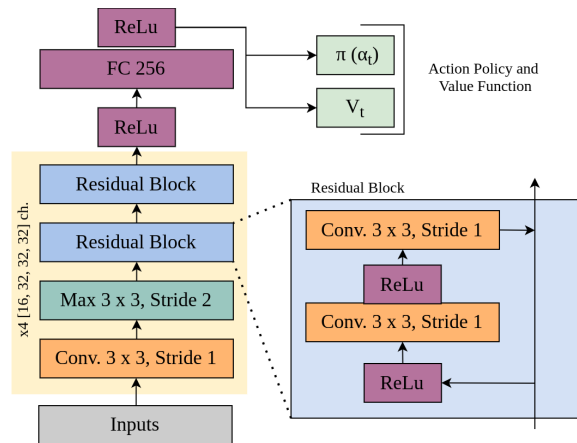 ReLu
FC 256
ReLu
π (α_t)
V_t
Action Policy and
Value Function
x4 [16, 32, 32, 32] ch.
Residual Block
Residual Block
Max 3 x 3, Stride 2
Conv. 3 x 3, Stride 1
Inputs
Residual Block
Conv. 3 x 3, Stride 1
ReLu
Conv. 3 x 3, Stride 1
ReLu